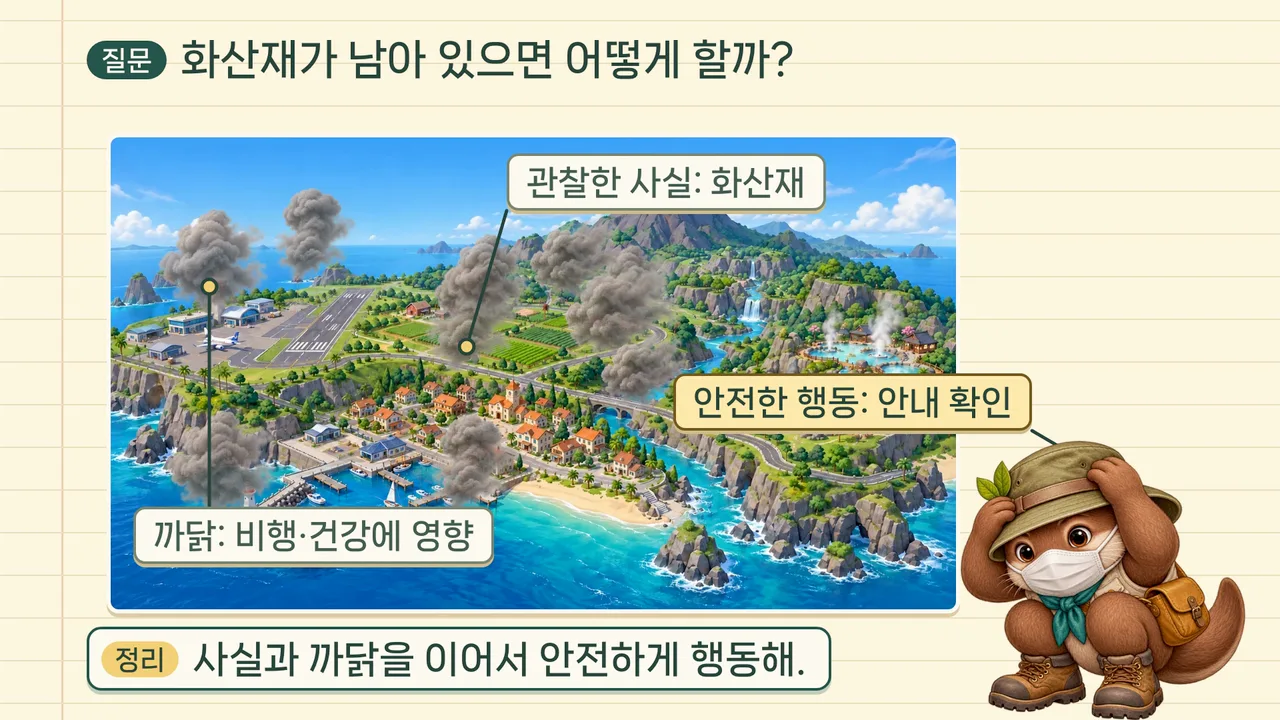 질문 화산재가 남아 있으면 어떻게 할까?
관찰한 사실: 화산재
안전한 행동: 안내 확인
까닭: 비행·건강에 영향
정리 사실과 까닭을 이어서 안전하게 행동해.